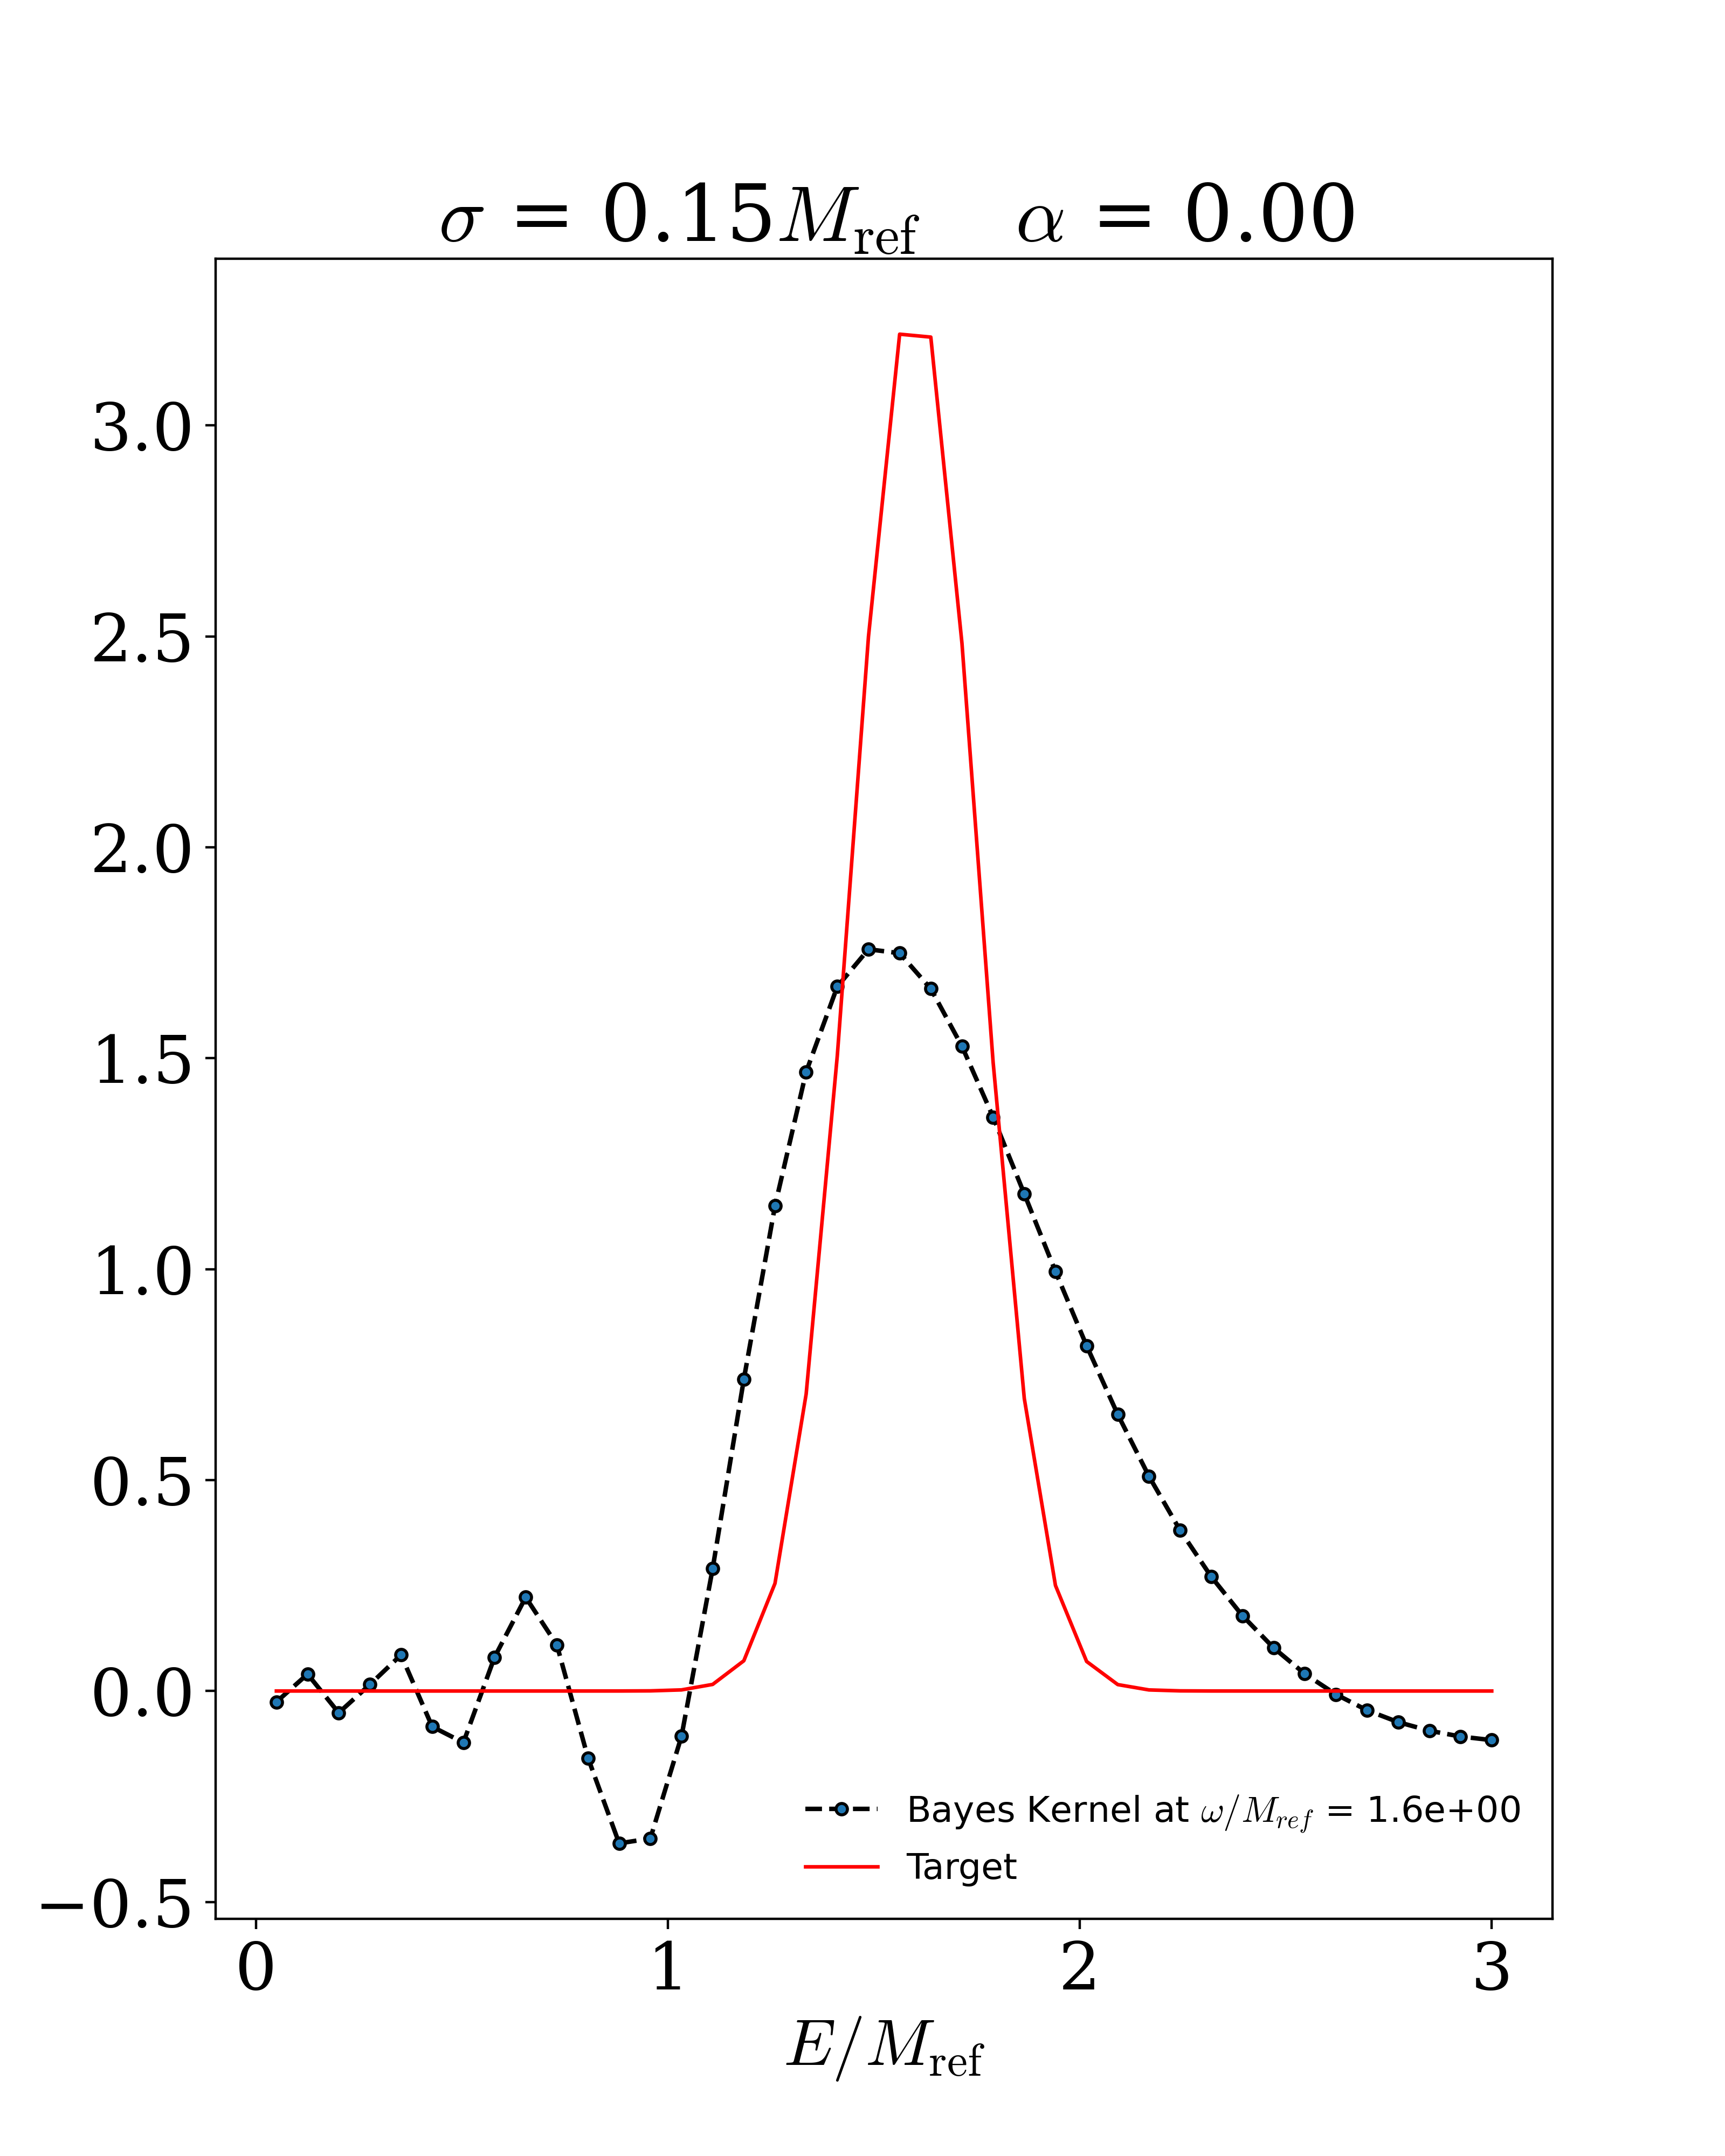 σ = 0.15M_ref α = 0.00
3.0
2.5
2.0
1.5
1.0
0.5
0.0
−0.5
Bayes Kernel at ω/M_ref = 1.6e+00
Target
0 1 2 3
E/M_ref